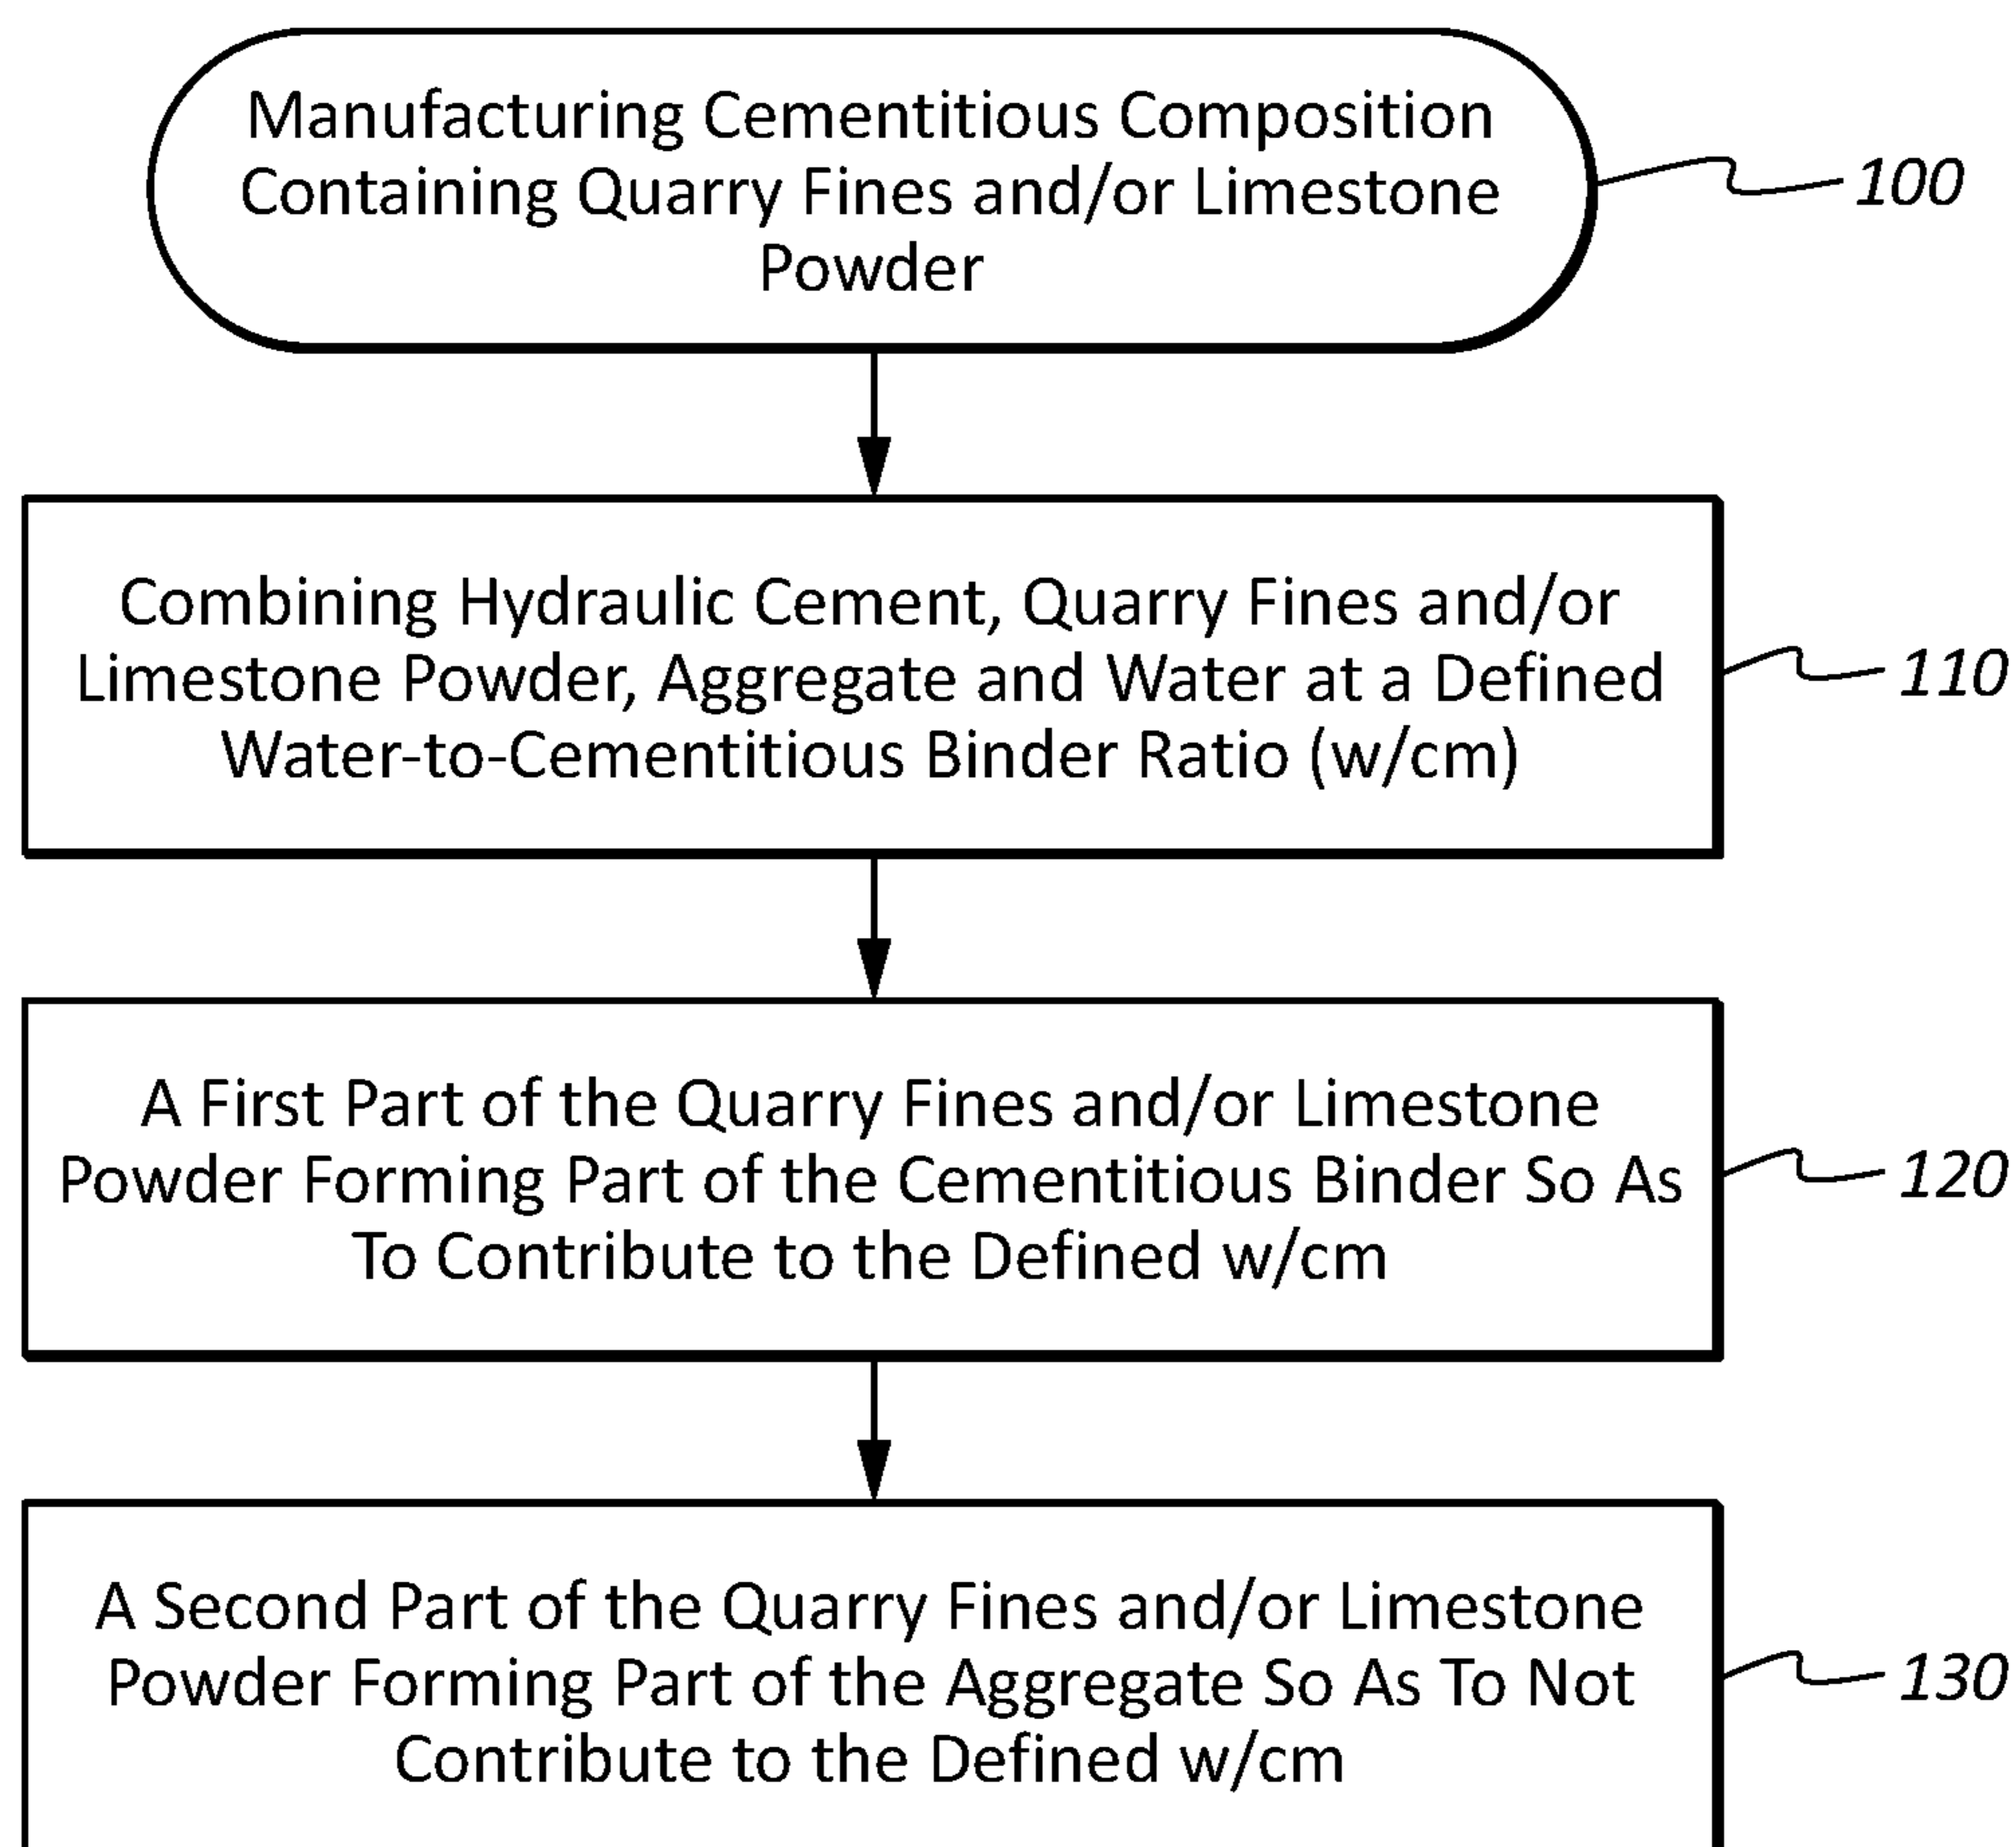 Manufacturing Cementitious Composition
Containing Quarry Fines and/or Limestone
Powder
100
Combining Hydraulic Cement, Quarry Fines and/or
Limestone Powder, Aggregate and Water at a Defined
Water-to-Cementitious Binder Ratio (w/cm)
110
A First Part of the Quarry Fines and/or Limestone
Powder Forming Part of the Cementitious Binder So As
To Contribute to the Defined w/cm
120
A Second Part of the Quarry Fines and/or Limestone
Powder Forming Part of the Aggregate So As To Not
Contribute to the Defined w/cm
130